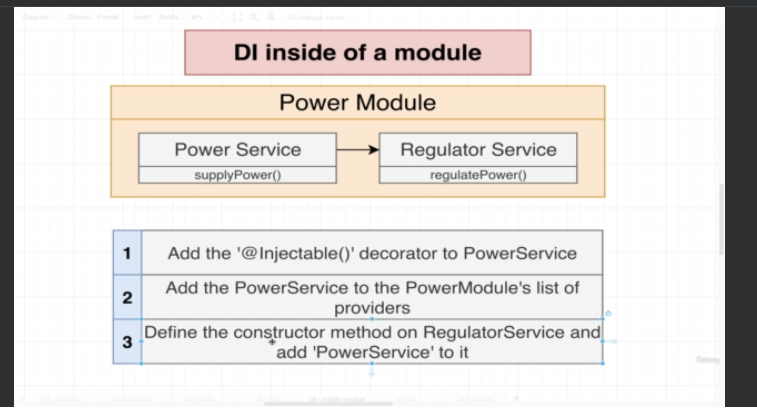 DI inside of a module
Power Module
Power Service
supplyPower()
Regulator Service
regulatePower()
1
Add the '@Injectable()' decorator to PowerService
2
Add the PowerService to the PowerModule's list of
providers
3
Define the constructor method on RegulatorService and
add 'PowerService' to it